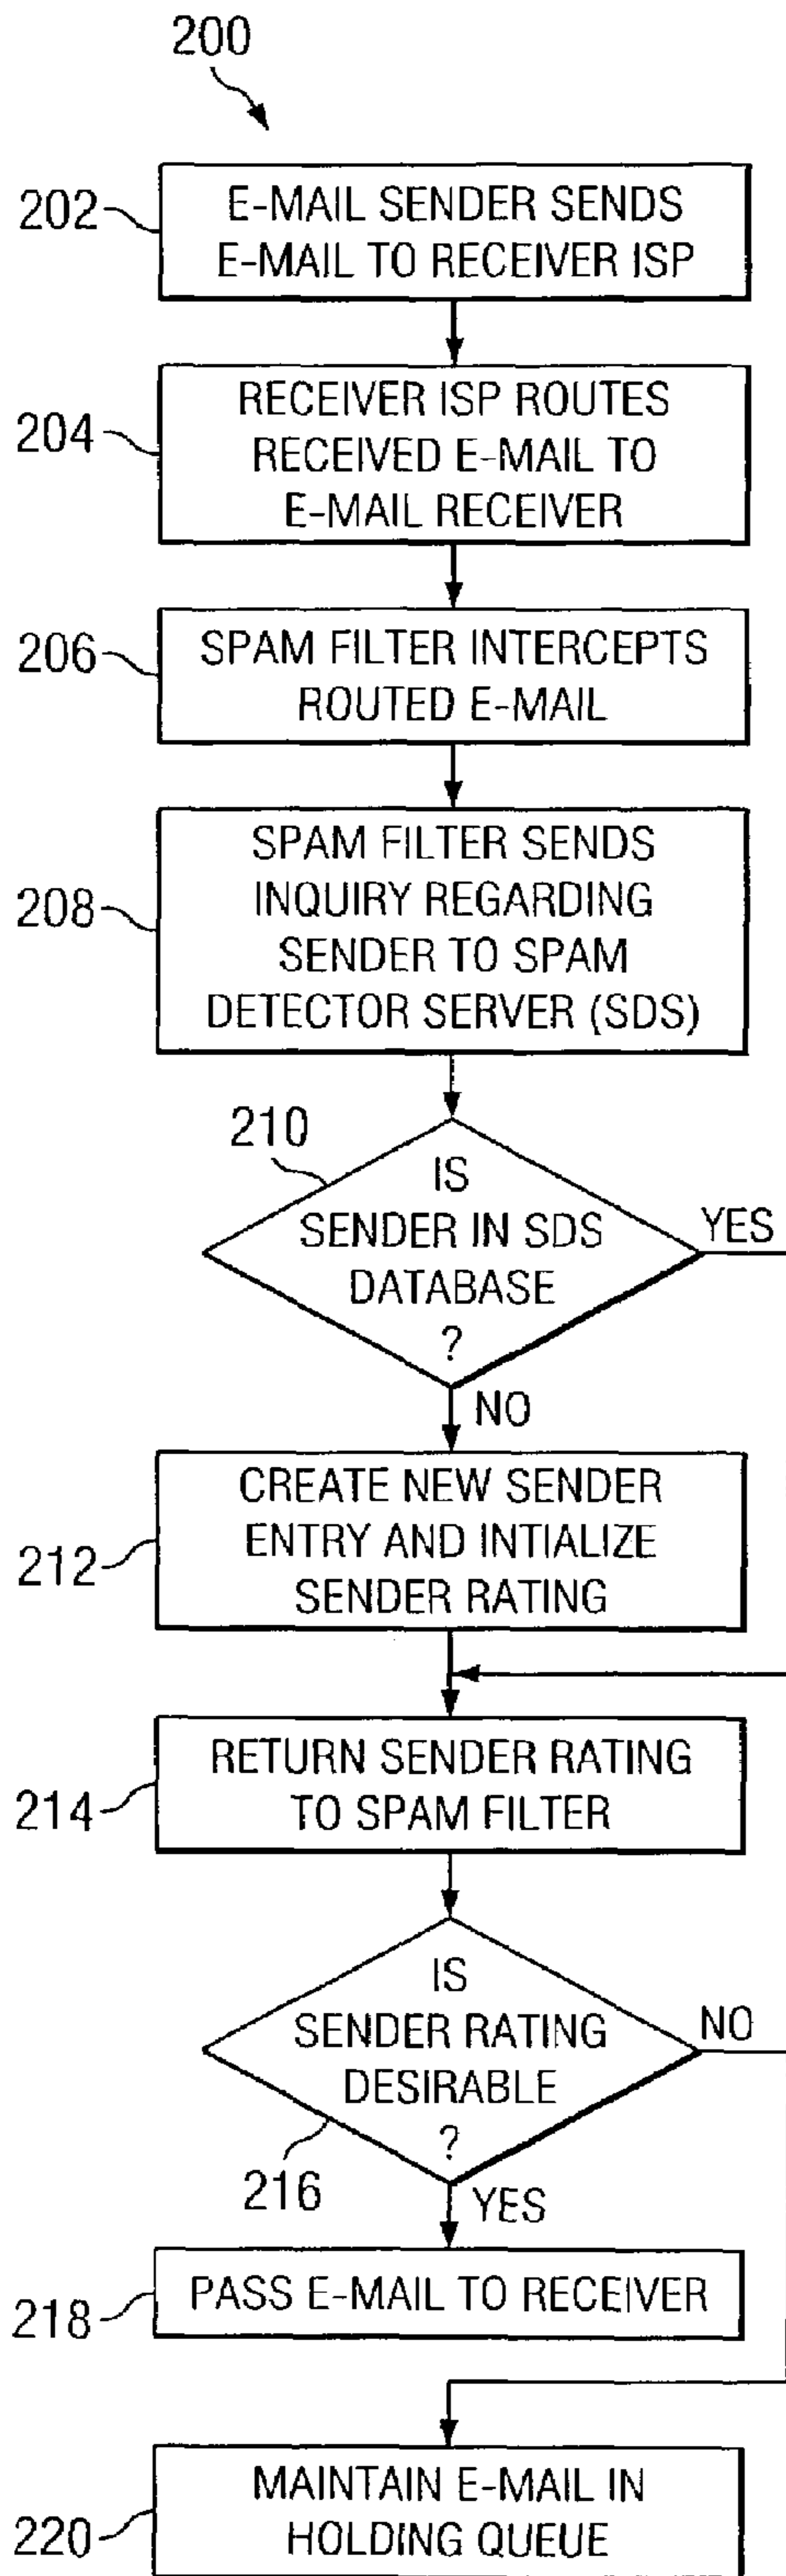 200
202
E-MAIL SENDER SENDS
E-MAIL TO RECEIVER ISP
204
RECEIVER ISP ROUTES
RECEIVED E-MAIL TO
E-MAIL RECEIVER
206
SPAM FILTER INTERCEPTS
ROUTED E-MAIL
208
SPAM FILTER SENDS
INQUIRY REGARDING
SENDER TO SPAM
DETECTOR SERVER (SDS)
210
IS
SENDER IN SDS
DATABASE
?
YES
NO
212
CREATE NEW SENDER
ENTRY AND INTIALIZE
SENDER RATING
214
RETURN SENDER RATING
TO SPAM FILTER
IS
SENDER RATING
DESIRABLE
?
NO
216
YES
218
PASS E-MAIL TO RECEIVER
220
MAINTAIN E-MAIL IN
HOLDING QUEUE